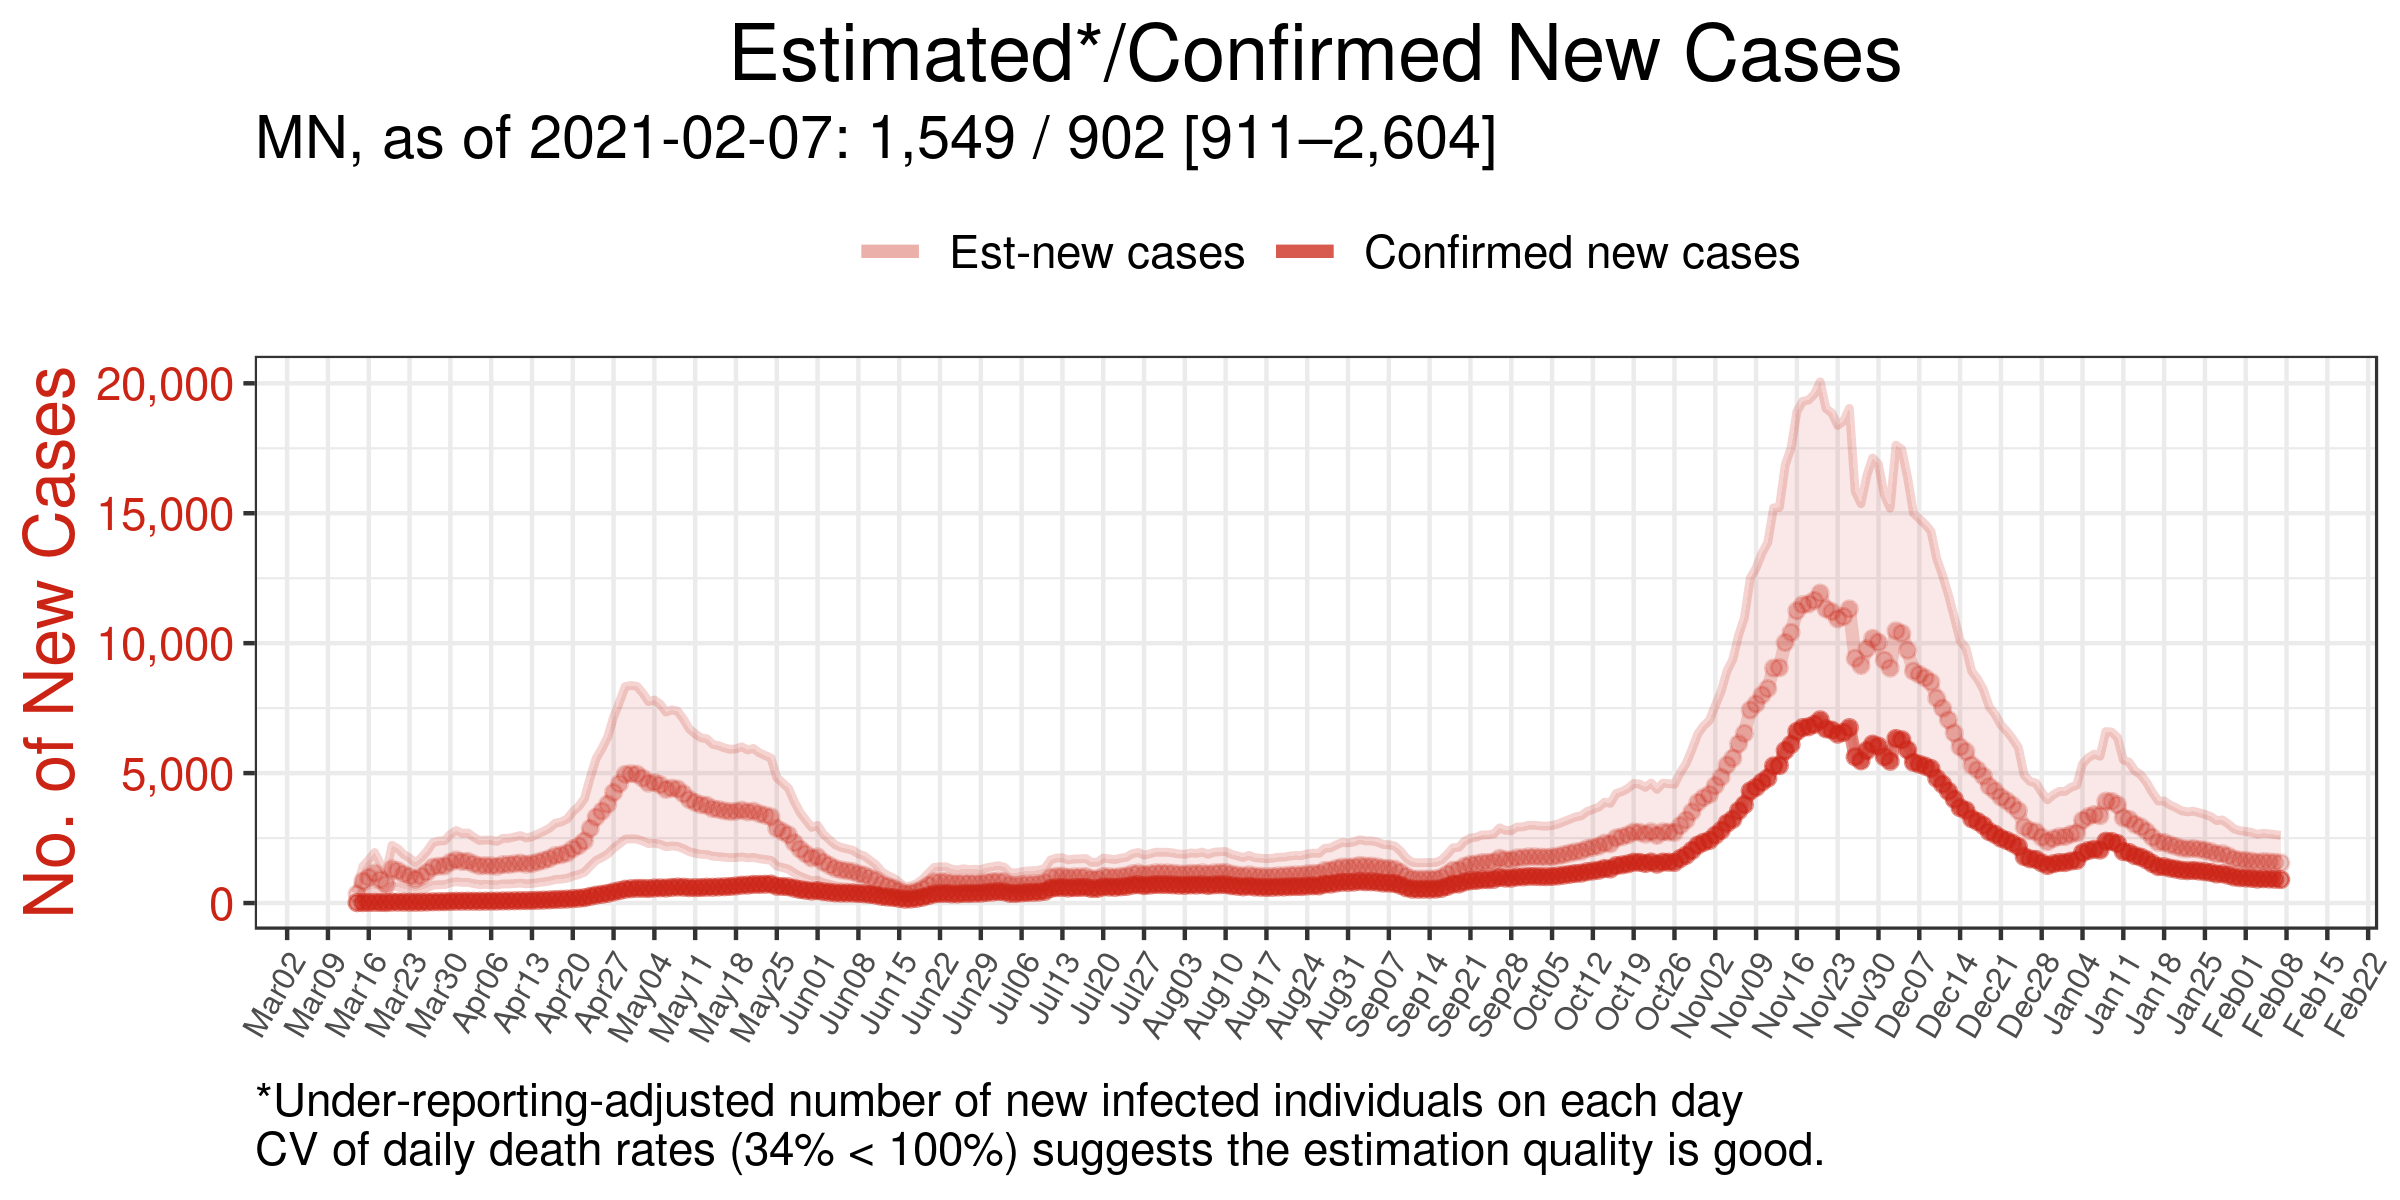 Estimated*/Confirmed New Cases
MN, as of 2021-02-07: 1,549 / 902 [911–2,604]
Est-new cases
Confirmed new cases
No. of New Cases
20,000
15,000
10,000
5,000
0
Mar02
Mar09
Mar16
Mar23
Mar30
Apr06
Apr13
Apr20
Apr27
May04
May11
May18
May25
Jun01
Jun08
Jun15
Jun22
Jun29
Jul06
Jul13
Jul20
Jul27
Aug03
Aug10
Aug17
Aug24
Aug31
Sep07
Sep14
Sep21
Sep28
Oct05
Oct12
Oct19
Oct26
Nov02
Nov09
Nov16
Nov23
Nov30
Dec07
Dec14
Dec21
Dec28
Jan04
Jan11
Jan18
Jan25
Feb01
Feb08
Feb15
Feb22
*Under-reporting-adjusted number of new infected individuals on each day
CV of daily death rates (34% < 100%) suggests the estimation quality is good.